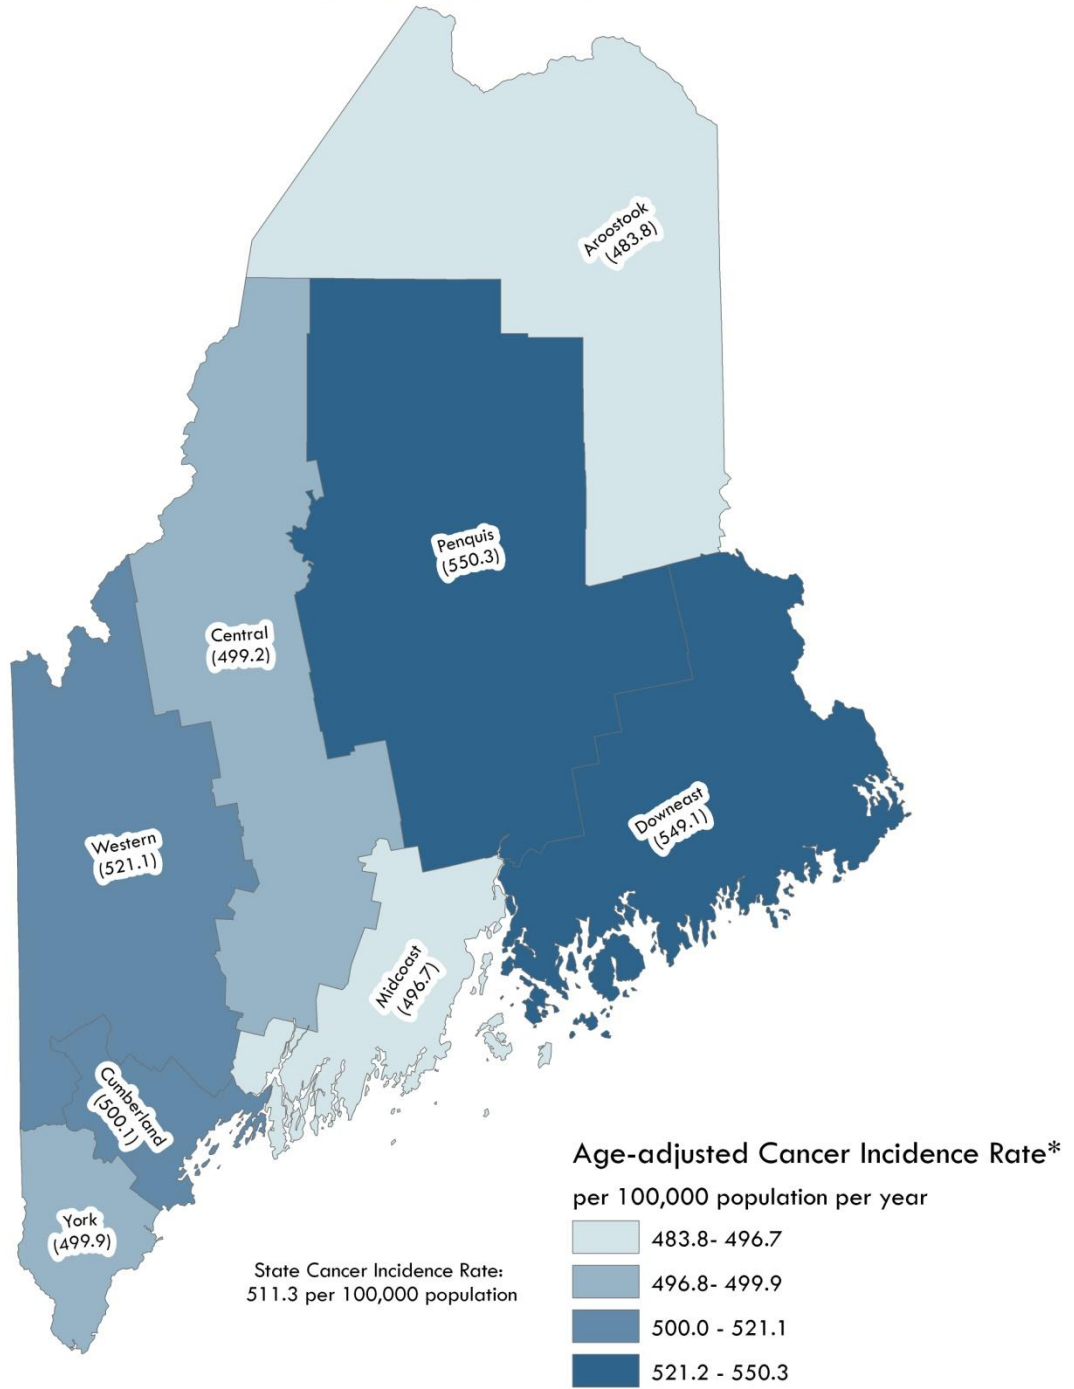 Aroostook
(483.8)
Penquis
(550.3)
Central
(499.2)
Downeast
(549.1)
Western
(521.1)
Midcoast
(496.7)
Cumberland
(500.1)
York
(499.9)
State Cancer Incidence Rate:
511.3 per 100,000 population
Age-adjusted Cancer Incidence Rate*
per 100,000 population per year
483.8- 496.7
496.8- 499.9
500.0 - 521.1
521.2 - 550.3